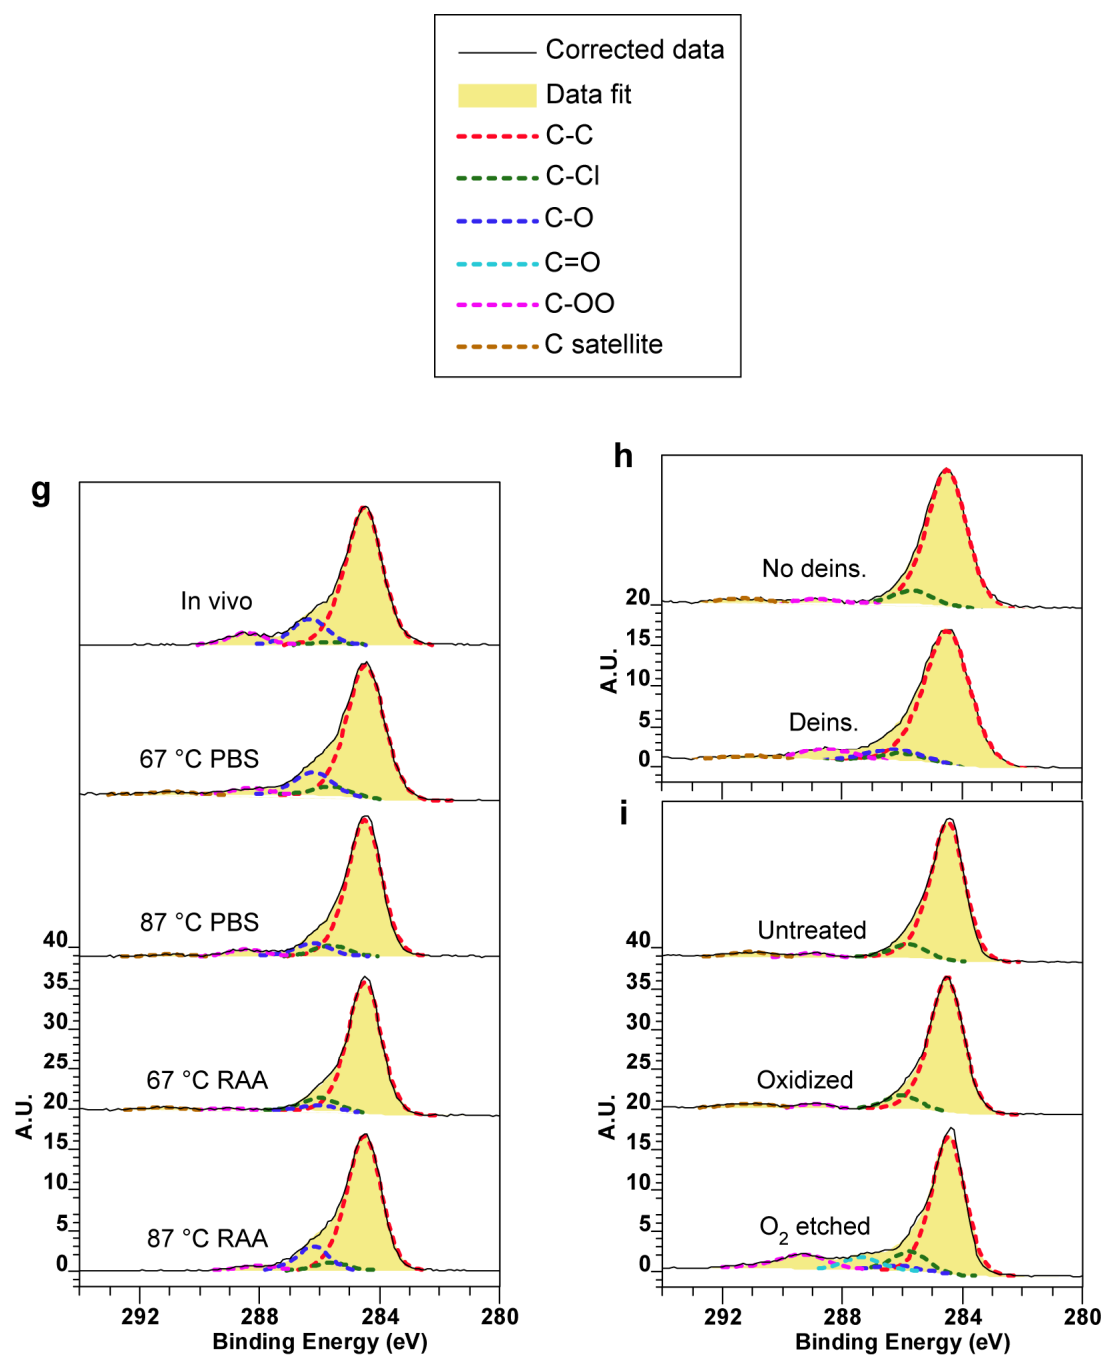 Corrected data
Data fit
C-C
C-Cl
C-O
C=O
C-OO
C satellite
g
In vivo
67 °C PBS
87 °C PBS
67 °C RAA
87 °C RAA
40
35
30
25
20
15
10
5
0
A.U.
292
288
284
280
Binding Energy (eV)
h
No deins.
Deins.
20
15
10
5
0
A.U.
i
Untreated
Oxidized
O2 etched
40
35
30
25
20
15
10
5
0
A.U.
292
288
284
280
Binding Energy (eV)